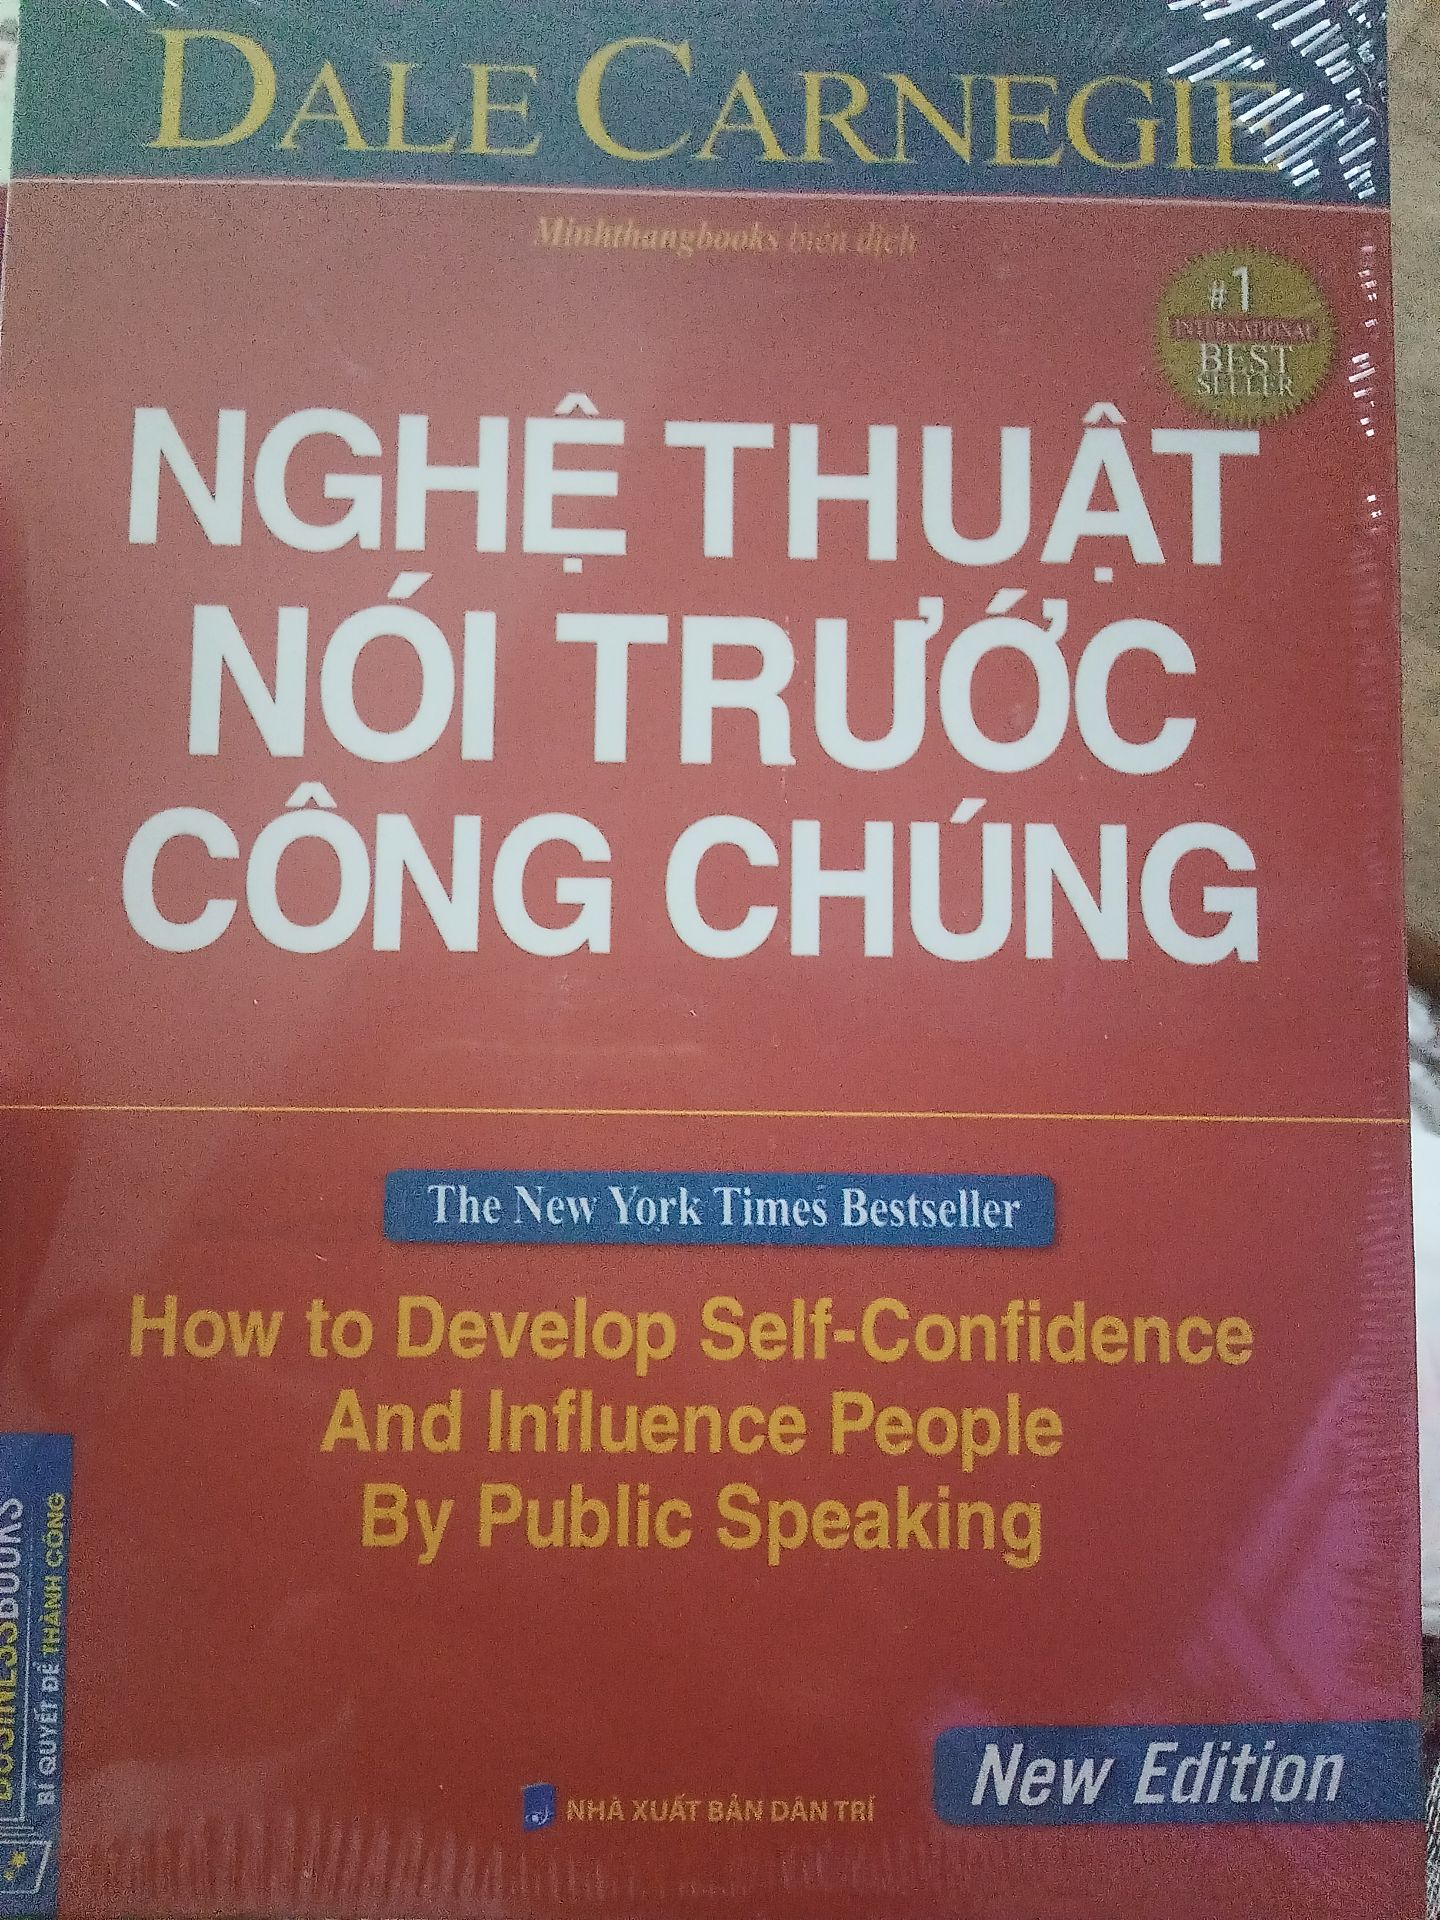 DALE CARNEGIE
Minhthangbooks biên dịch
#1
INTERNATIONAL
BEST
SELLER
NGHỆ THUẬT
NÓI TRƯỚC
CÔNG CHÚNG
The New York Times Bestseller
How to Develop Self-Confidence
And Influence People
By Public Speaking
BUSINESSBOOKS
BÍ QUYẾT ĐỂ THÀNH CÔNG
New Edition
NHÀ XUẤT BẢN DÂN TRÍ